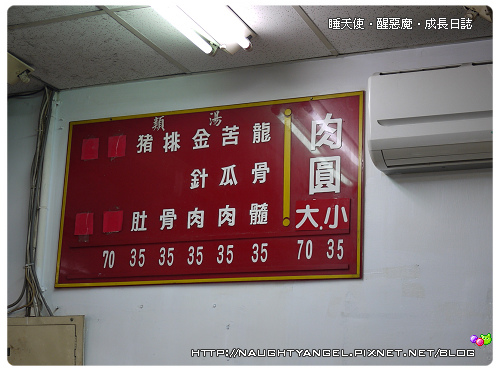 睡天使‧醒惡魔‧成長日誌
肉圓
大.小
70 35
湯類
龍骨髓 35
苦瓜肉 35
金針肉 35
排骨 35
猪肚 35
70
HTTP://NAUGHTYANGEL.PIXNET.NET/BLOG